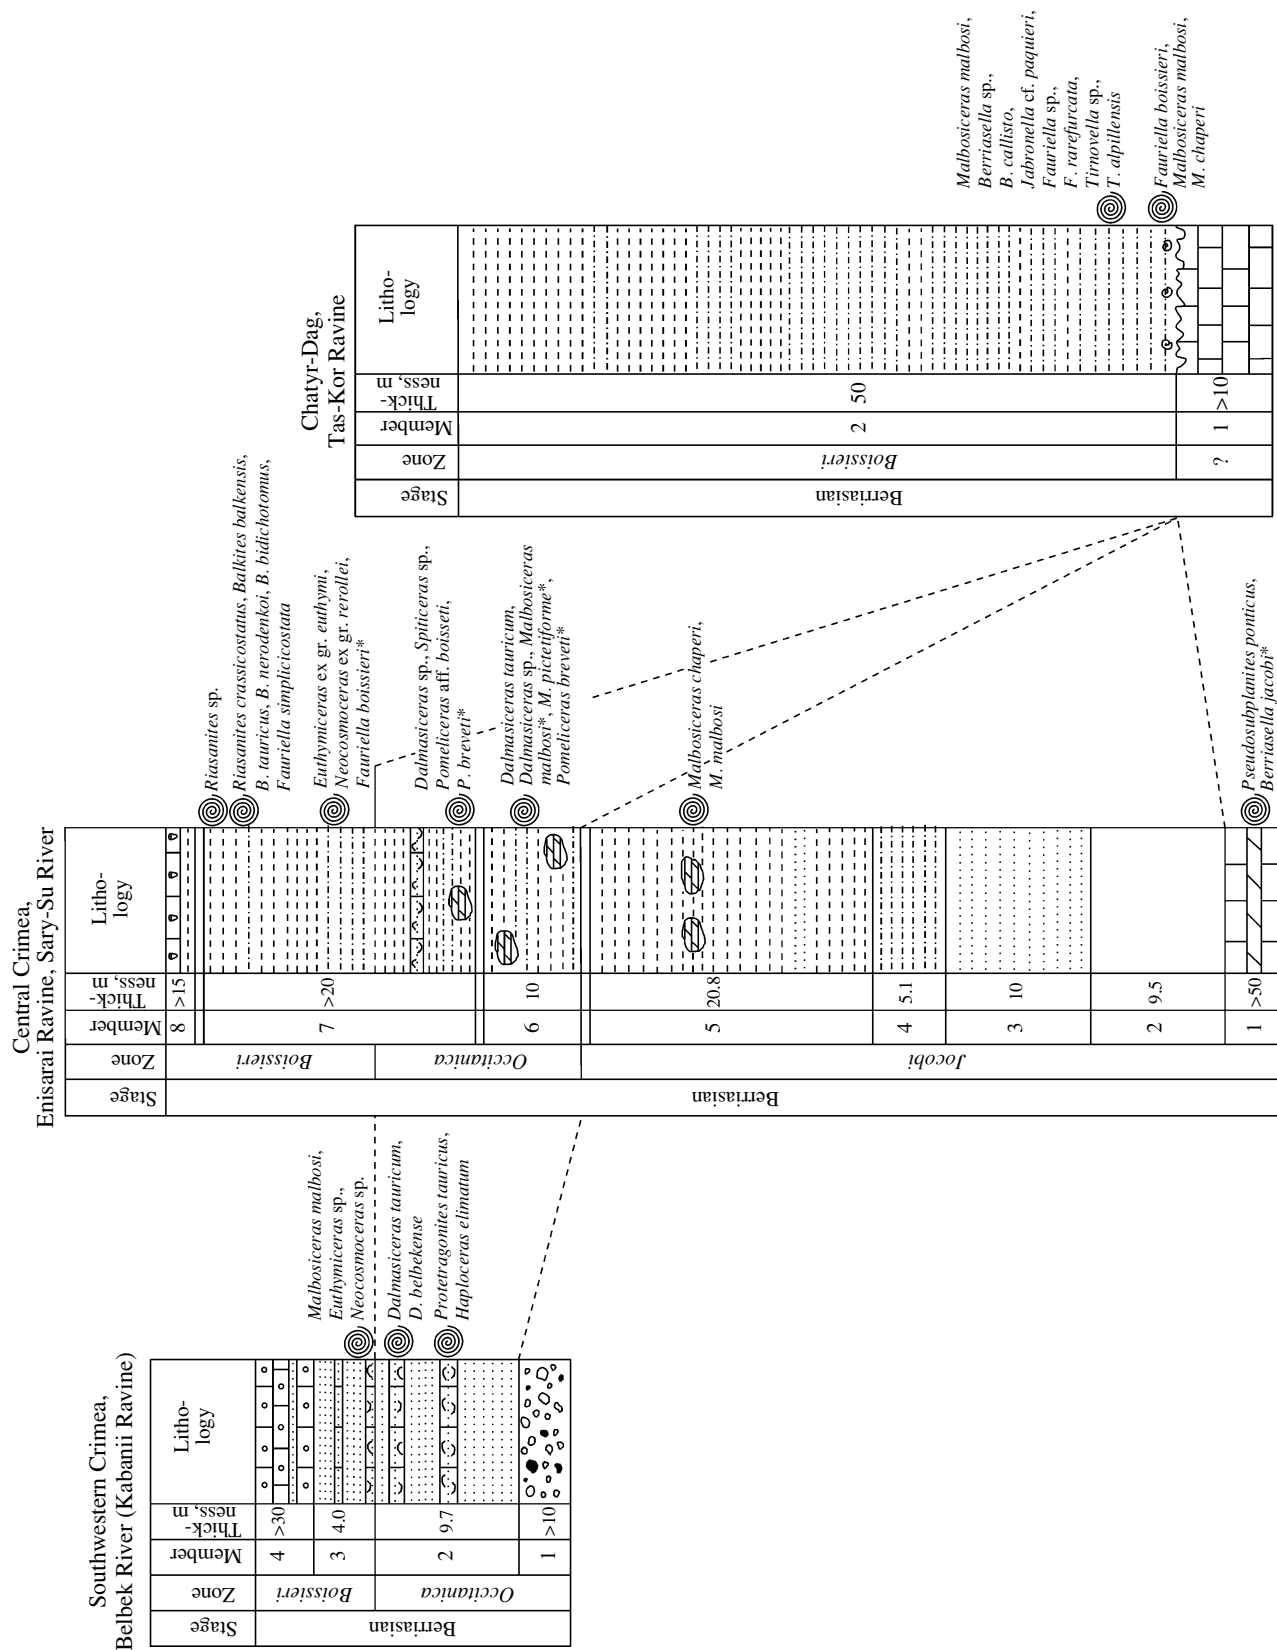 Southwestern Crimea,
Belbek River (Kabanii Ravine)
Stage
Zone
Member
Thick-
ness, m
Litho-
logy
Berriasian
Boissieri
Occitanica
4
3
2
1
>30
4.0
9.7
>10
Malbosiceras malbosi,
Euthymiceras sp.,
Neocosmoceras sp.
Dalmasiceras tauricum,
D. belbekense
Protetragonites tauricus,
Haploceras elimatum
Central Crimea,
Enisarai Ravine, Sary-Su River
Stage
Zone
Member
Thick-
ness, m
Litho-
logy
Berriasian
Boissieri
Occitanica
Jocobi
8
7
6
5
4
3
2
1
>15
>20
10
20.8
5.1
10
9.5
>50
Riasanites sp.
Riasanites crassicostatus, Balkites balkensis,
B. tauricus, B. nerodenkoi, B. bidichotomus,
Fauriella simplicicostata
Euthymiceras ex gr. euthymi,
Neocosmoceras ex gr. rerollei,
Fauriella boissieri*
Dalmasiceras sp., Spiticeras sp.,
Pomeliceras aff. boisseti,
P. breveti*
Dalmasiceras tauricum,
Dalmasiceras sp., Malbosiceras
malbosi*, M. pictetiforme*,
Pomeliceras breveti*
Malbosiceras chaperi,
M. malbosi
Pseudosubplanites ponticus,
Berriasella jacobi*
Chatyr-Dag,
Tas-Kor Ravine
Stage
Zone
Member
Thick-
ness, m
Litho-
logy
Berriasian
Boissieri
?
2
1
50
>10
Malbosiceras malbosi,
Berriasella sp.,
B. callisto,
Jabronella cf. paquieri,
Fauriella sp.,
F. rarefurcata,
Tirnovella sp.,
T. alpillensis
Fauriella boissieri,
Malbosiceras malbosi,
M. chaperi